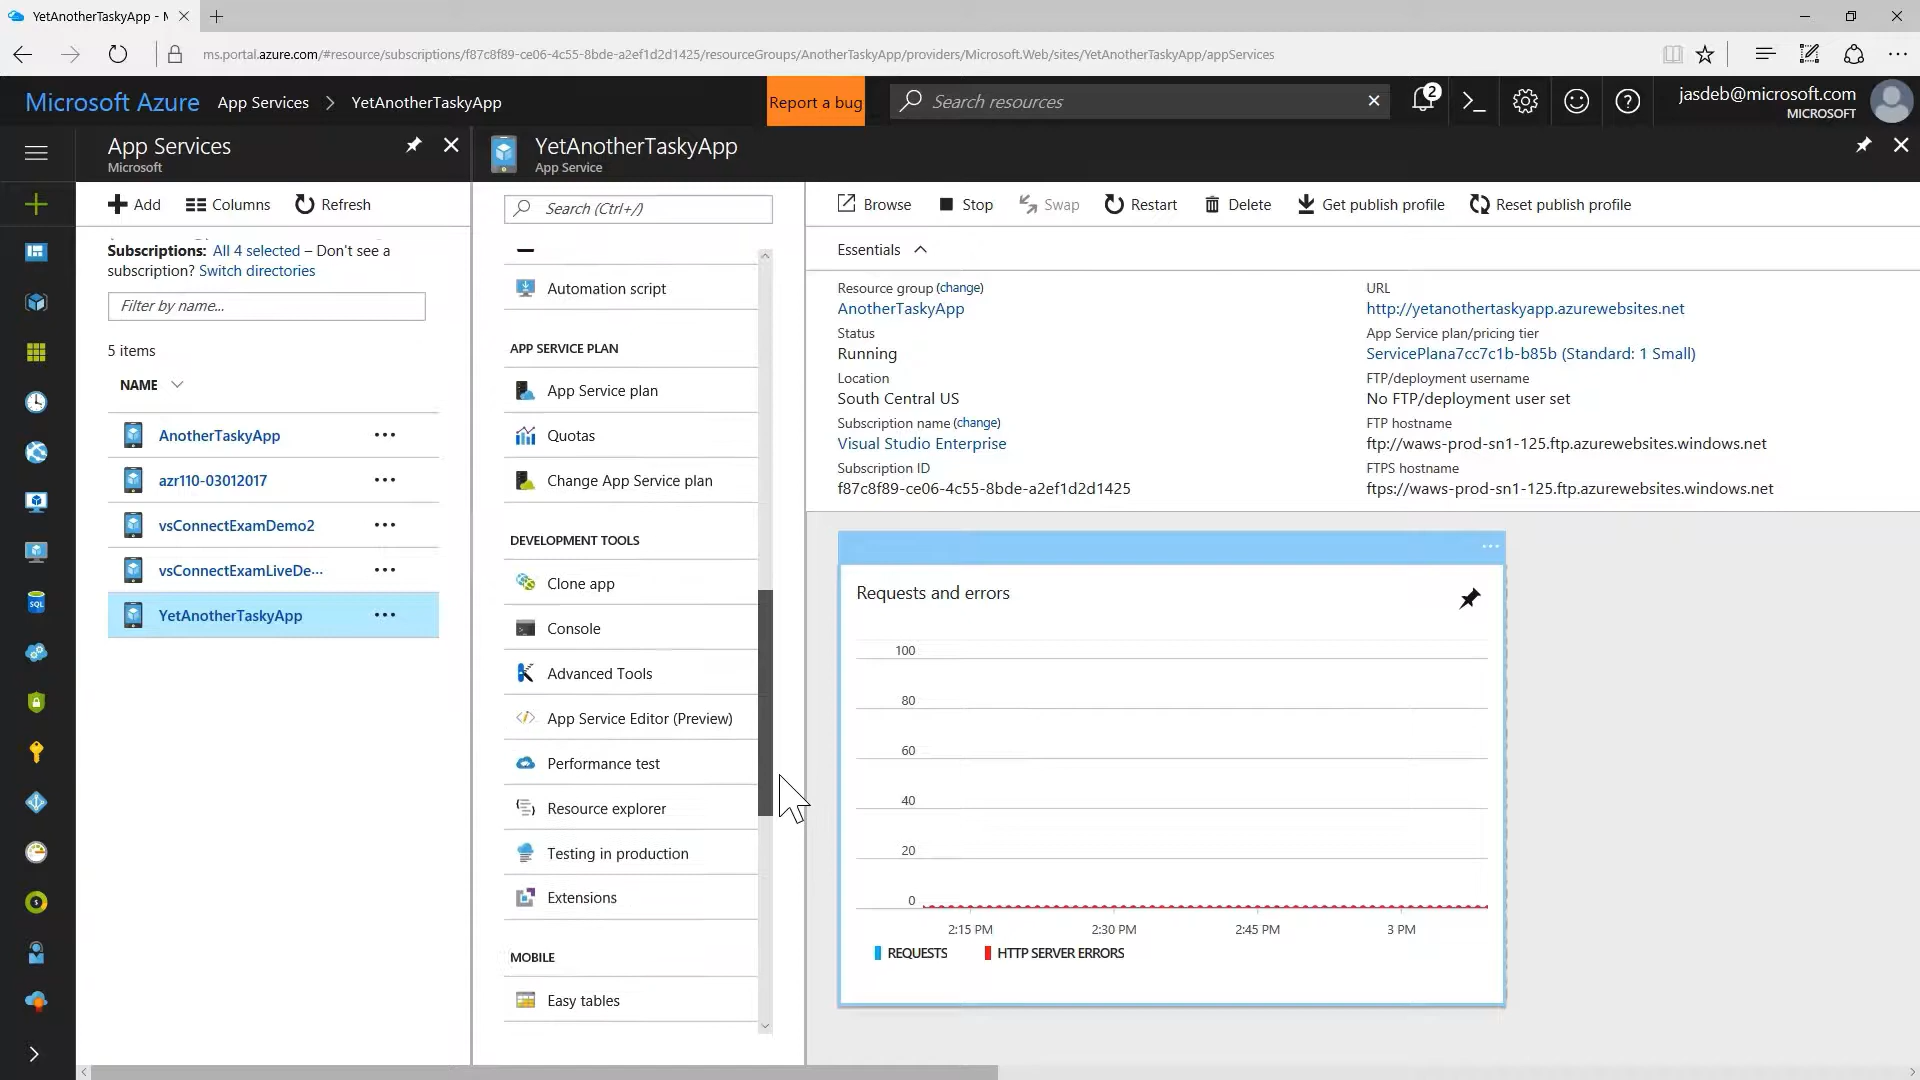 YetAnotherTaskyApp - M
ms.portal.azure.com/#resource/subscriptions/f87c8f89-ce06-4c55-8bde-a2ef1d2d1425/resourceGroups/AnotherTaskyApp/providers/Microsoft.Web/sites/YetAnotherTaskyApp/appServices
Microsoft Azure App Services > YetAnotherTaskyApp
Report a bug
Search resources
2
jasdeb@microsoft.com
MICROSOFT
App Services
Microsoft
Add Columns Refresh
Subscriptions: All 4 selected – Don't see a
subscription? Switch directories
Filter by name...
5 items
NAME
AnotherTaskyApp
azr110-03012017
vsConnectExamDemo2
vsConnectExamLiveDe···
YetAnotherTaskyApp
YetAnotherTaskyApp
App Service
Search (Ctrl+/)
Automation script
APP SERVICE PLAN
App Service plan
Quotas
Change App Service plan
DEVELOPMENT TOOLS
Clone app
Console
Advanced Tools
App Service Editor (Preview)
Performance test
Resource explorer
Testing in production
Extensions
MOBILE
Easy tables
Browse Stop Swap Restart Delete Get publish profile Reset publish profile
Essentials
Resource group (change)
AnotherTaskyApp
Status
Running
Location
South Central US
Subscription name (change)
Visual Studio Enterprise
Subscription ID
f87c8f89-ce06-4c55-8bde-a2ef1d2d1425
URL
http://yetanothertaskyapp.azurewebsites.net
App Service plan/pricing tier
ServicePlana7cc7c1b-b85b (Standard: 1 Small)
FTP/deployment username
No FTP/deployment user set
FTP hostname
ftp://waws-prod-sn1-125.ftp.azurewebsites.windows.net
FTPS hostname
ftps://waws-prod-sn1-125.ftp.azurewebsites.windows.net
Requests and errors
100
80
60
40
20
0
2:15 PM 2:30 PM 2:45 PM 3 PM
REQUESTS HTTP SERVER ERRORS